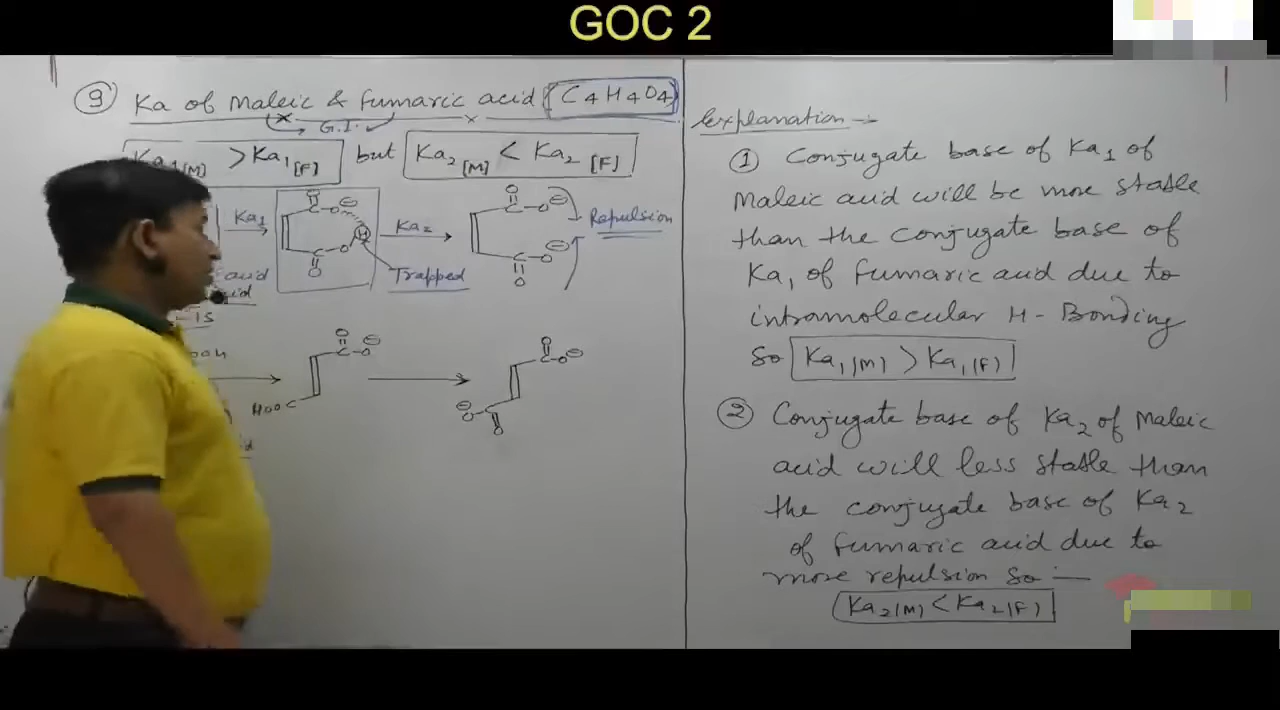 GOC 2
9 Ka of Maleic & fumaric acid [C4H4O4]
G.I.
Ka1[M] > Ka1[F] but Ka2[M] < Ka2[F]
O
C-O⊖
Ka1
H
C O
O
Trapped
Ka2
O
C-O⊖
C-O⊖
O
Repulsion
acid
is
O
C-O⊖
HOOC
O
C-O⊖
⊖O-C
O
Explanation →
1 Conjugate base of Ka1 of
Maleic acid will be more stable
than the conjugate base of
Ka1 of fumaric acid due to
intramolecular H-Bonding
so Ka1(M) > Ka1(F)
2 Conjugate base of Ka2 of Maleic
acid will less stable than
the conjugate base of Ka2
of fumaric acid due to
more repulsion so :—
Ka2(M) < Ka2(F)